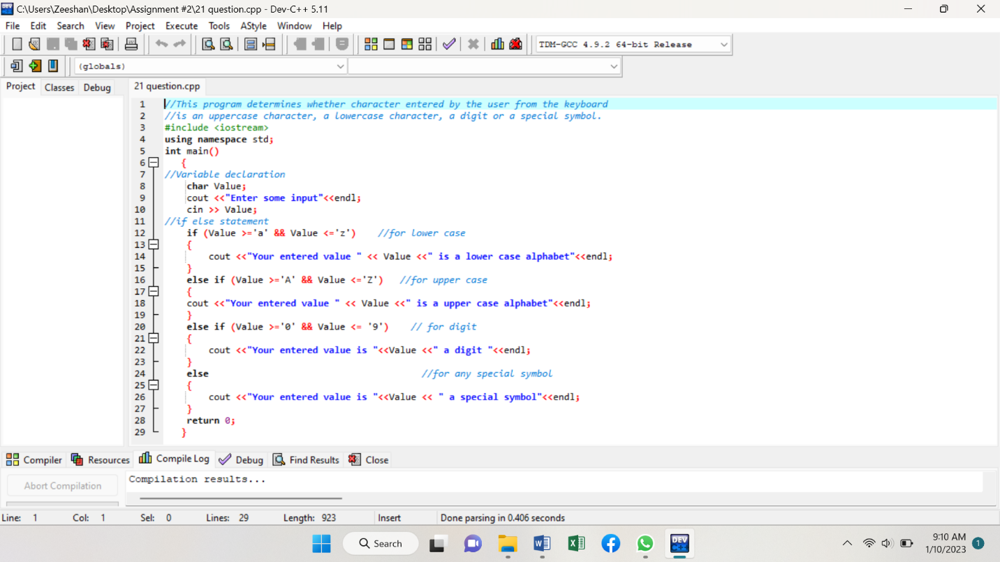 C:\Users\Zeeshan\Desktop\Assignment #2\21 question.cpp - Dev-C++ 5.11
File Edit Search View Project Execute Tools AStyle Window Help
TDM-GCC 4.9.2 64-bit Release
(globals)
Project Classes Debug 21 question.cpp
1 //This program determines whether character entered by the user from the keyboard
2 //is an uppercase character, a lowercase character, a digit or a special symbol.
3 #include <iostream>
4 using namespace std;
5 int main()
6 {
7 //Variable declaration
8 char Value;
9 cout <<"Enter some input"<<endl;
10 cin >> Value;
11 //if else statement
12 if (Value >='a' && Value <='z') //for lower case
13 {
14 cout <<"Your entered value " << Value <<" is a lower case alphabet"<<endl;
15 }
16 else if (Value >='A' && Value <='Z') //for upper case
17 {
18 cout <<"Your entered value " << Value <<" is a upper case alphabet"<<endl;
19 }
20 else if (Value >='0' && Value <= '9') // for digit
21 {
22 cout <<"Your entered value is "<<Value <<" a digit "<<endl;
23 }
24 else //for any special symbol
25 {
26 cout <<"Your entered value is "<<Value << " a special symbol"<<endl;
27 }
28 return 0;
29 }
Compiler Resources Compile Log Debug Find Results Close
Abort Compilation Compilation results...
Line: 1 Col: 1 Sel: 0 Lines: 29 Length: 923 Insert Done parsing in 0.406 seconds
Search
DEV
9:10 AM
1/10/2023
1